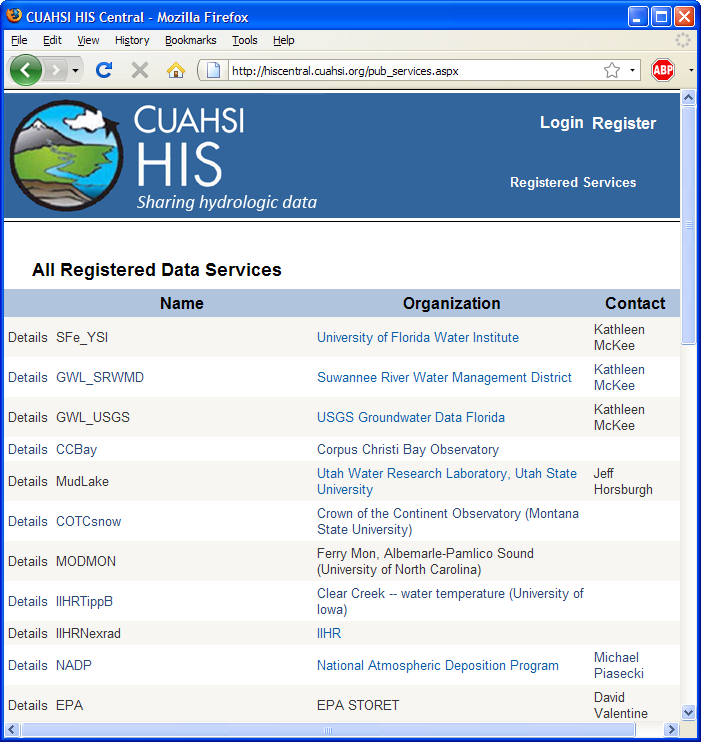 CUAHSI HIS Central - Mozilla Firefox
File Edit View History Bookmarks Tools Help
http://hiscentral.cuahsi.org/pub_services.aspx
ABP
CUAHSI
HIS
Sharing hydrologic data
Login Register
Registered Services
All Registered Data Services
Name Organization Contact
Details SFe_YSI University of Florida Water Institute Kathleen
McKee
Details GWL_SRWMD Suwannee River Water Management District Kathleen
McKee
Details GWL_USGS USGS Groundwater Data Florida Kathleen
McKee
Details CCBay Corpus Christi Bay Observatory
Details MudLake Utah Water Research Laboratory, Utah State
University Jeff
Horsburgh
Details COTCsnow Crown of the Continent Observatory (Montana
State University)
Details MODMON Ferry Mon, Albemarle-Pamlico Sound
(University of North Carolina)
Details IIHRTippB Clear Creek -- water temperature (University of
Iowa)
Details IIHRNexrad IIHR
Details NADP National Atmospheric Deposition Program Michael
Piasecki
Details EPA EPA STORET David
Valentine